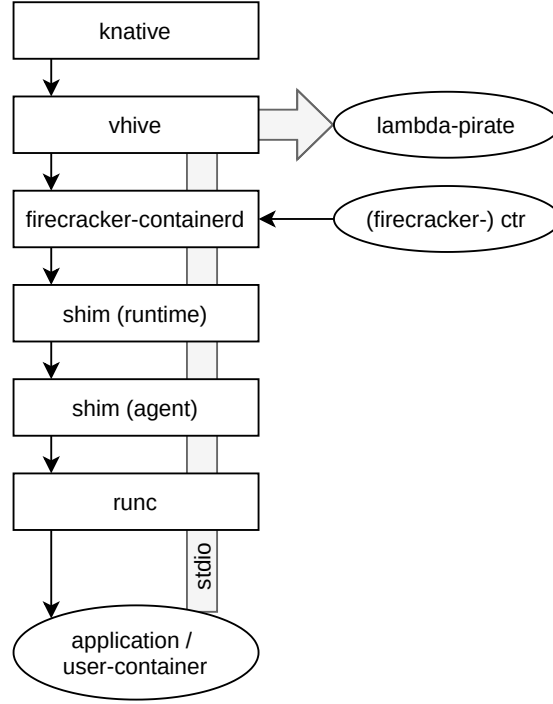 knative
vhive
lambda-pirate
firecracker-containerd
(firecracker-) ctr
shim (runtime)
shim (agent)
runc
stdio
application /
user-container